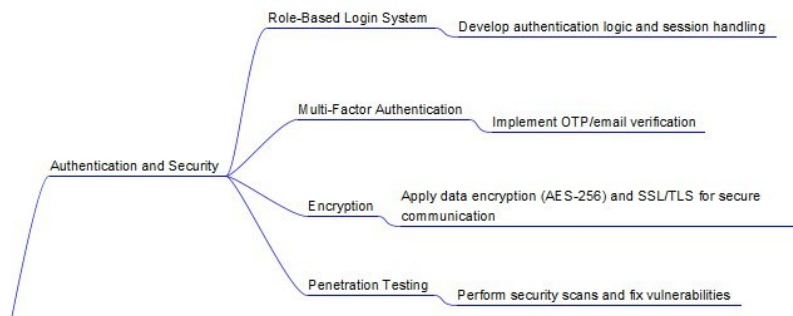 Role-Based Login System
Develop authentication logic and session handling
Multi-Factor Authentication
Implement OTP/email verification
Authentication and Security
Encryption
Apply data encryption (AES-256) and SSL/TLS for secure
communication
Penetration Testing
Perform security scans and fix vulnerabilities